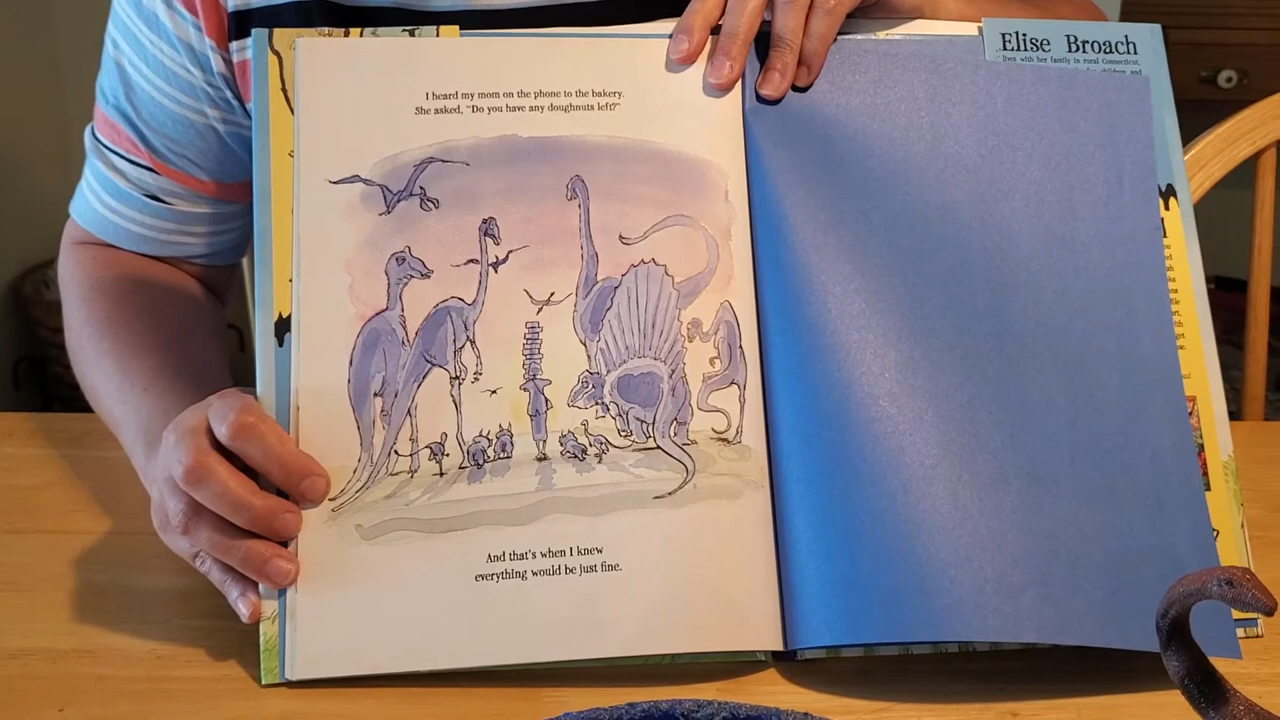 I heard my mom on the phone to the bakery.
She asked, "Do you have any doughnuts left?"
And that's when I knew
everything would be just fine.
Elise Broach
lives with her family in rural Connecticut,